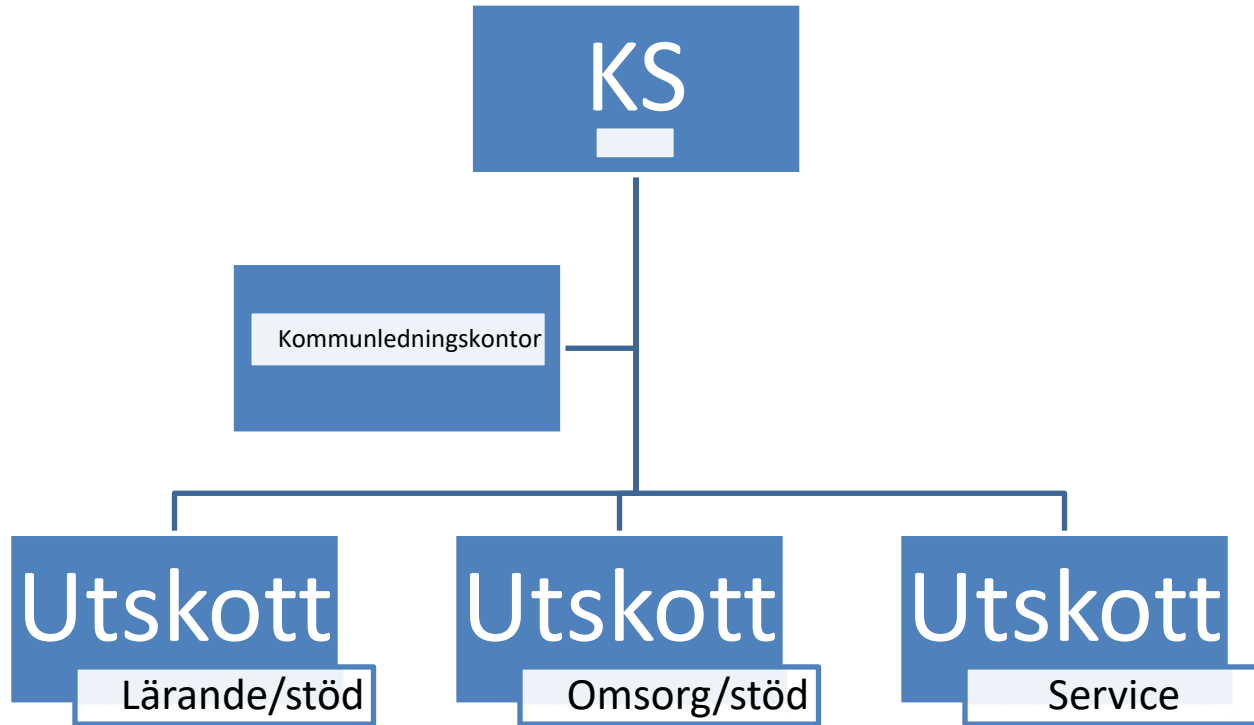 KS
Kommunledningskontor
Utskott
Lärande/stöd
Utskott
Omsorg/stöd
Utskott
Service